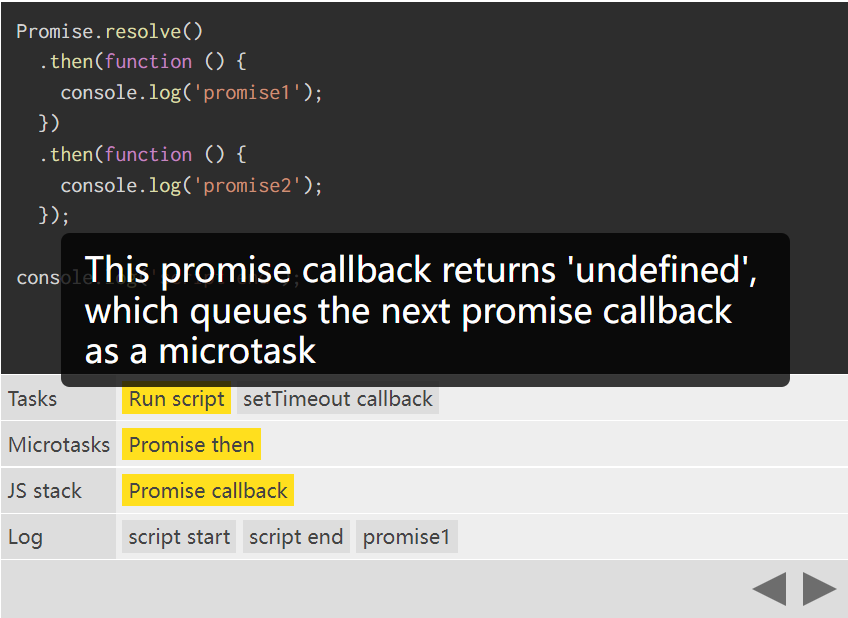 Promise.resolve()
.then(function () {
console.log('promise1');
})
.then(function () {
console.log('promise2');
});
This promise callback returns 'undefined',
which queues the next promise callback
as a microtask
Tasks Run script setTimeout callback
Microtasks Promise then
JS stack Promise callback
Log script start script end promise1